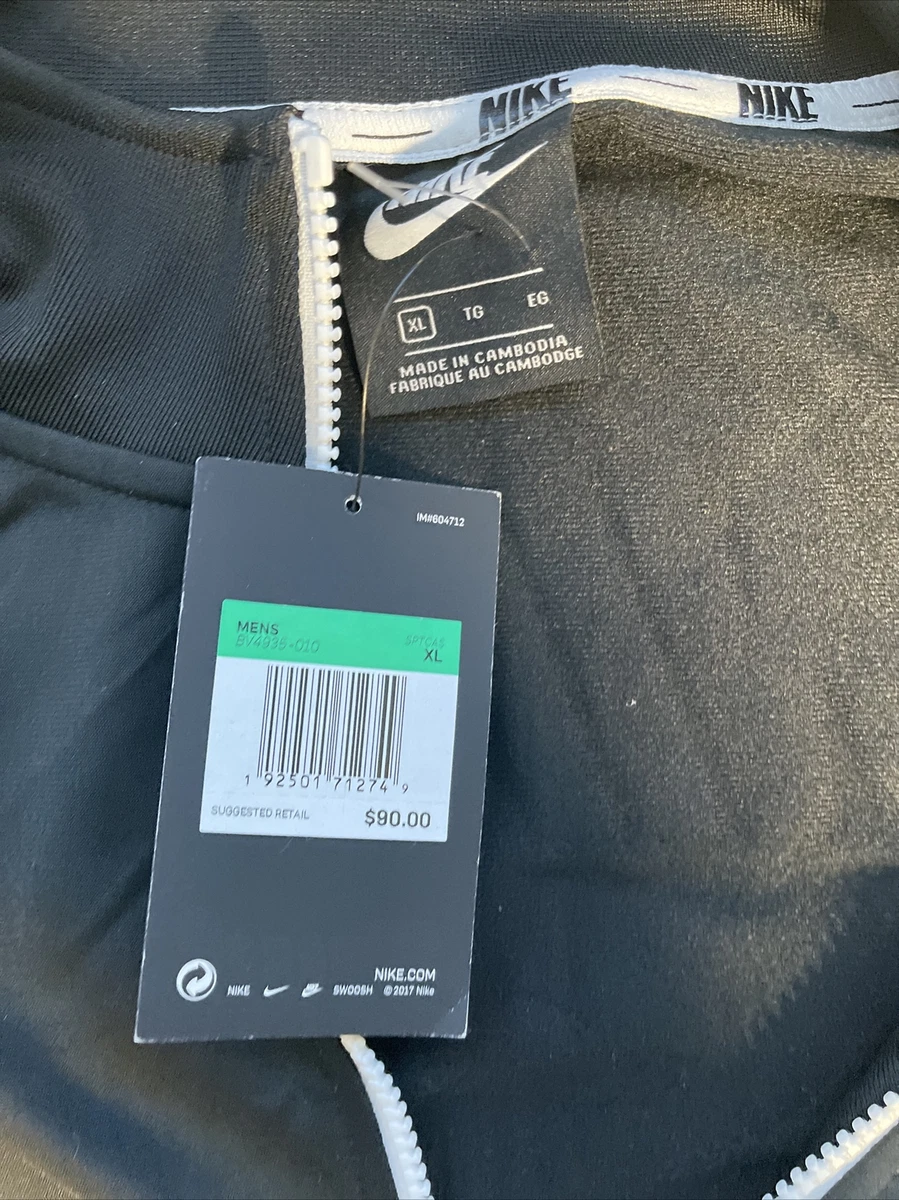 NIKE NIKE
NIKE
XL TG EG
MADE IN CAMBODIA
FABRIQUE AU CAMBODGE
IM#604712
MENS
BV4935-010 SPTCAS
XL
1 92501 71274 9
SUGGESTED RETAIL $90.00
NIKE.COM
NIKE SWOOSH © 2017 Nike